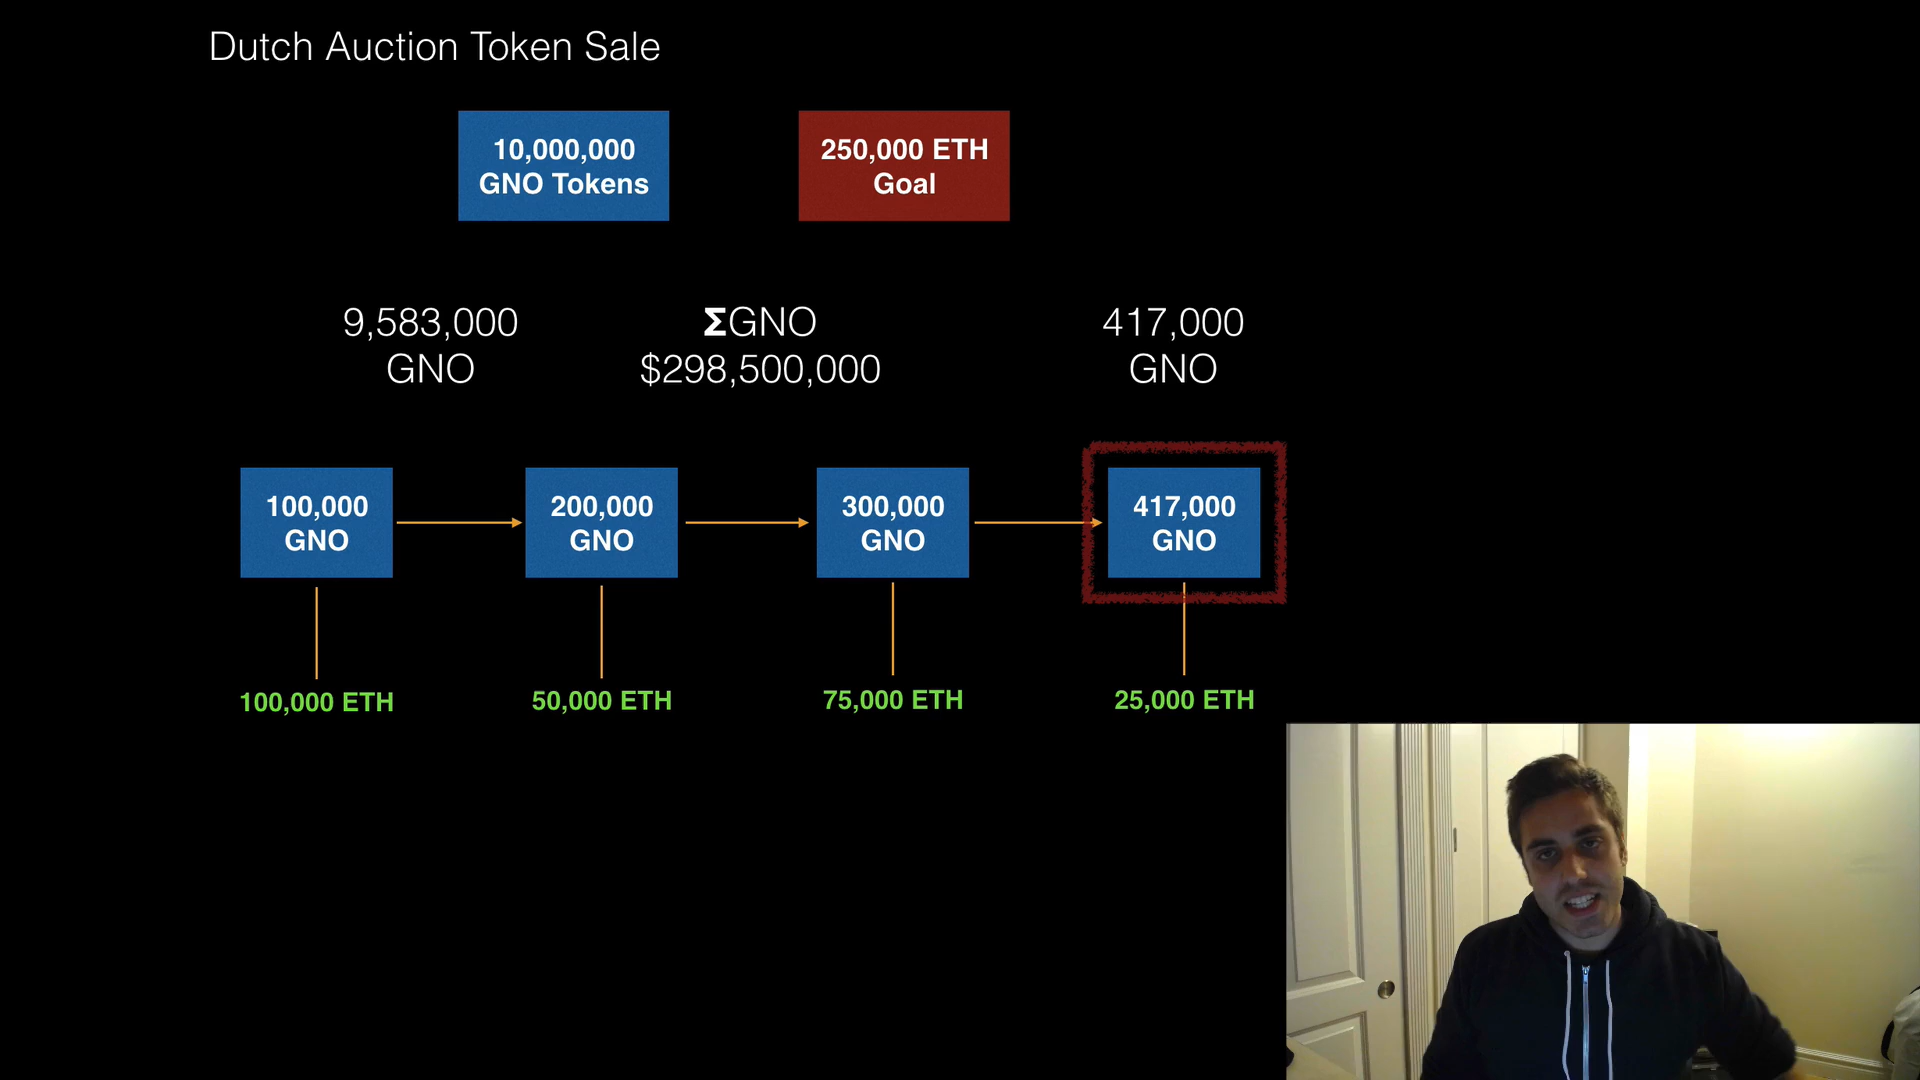 Dutch Auction Token Sale
10,000,000
GNO Tokens
250,000 ETH
Goal
9,583,000
GNO
ΣGNO
$298,500,000
417,000
GNO
100,000
GNO
200,000
GNO
300,000
GNO
417,000
GNO
100,000 ETH
50,000 ETH
75,000 ETH
25,000 ETH